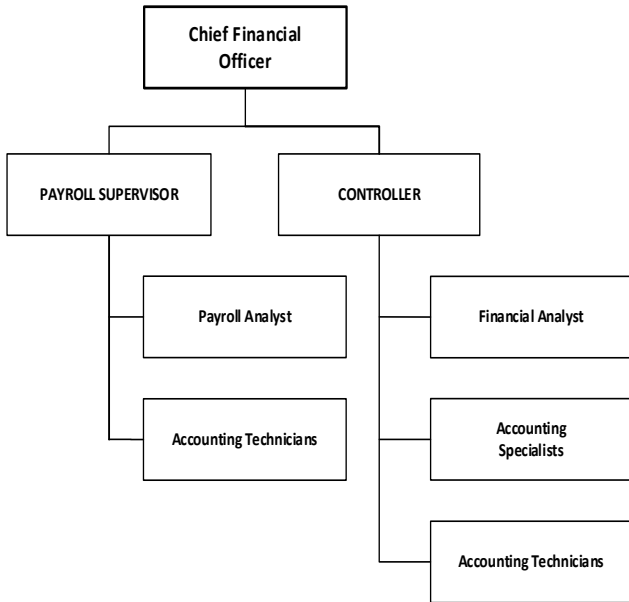 Chief Financial
Officer
PAYROLL SUPERVISOR
CONTROLLER
Payroll Analyst
Financial Analyst
Accounting Technicians
Accounting
Specialists
Accounting Technicians